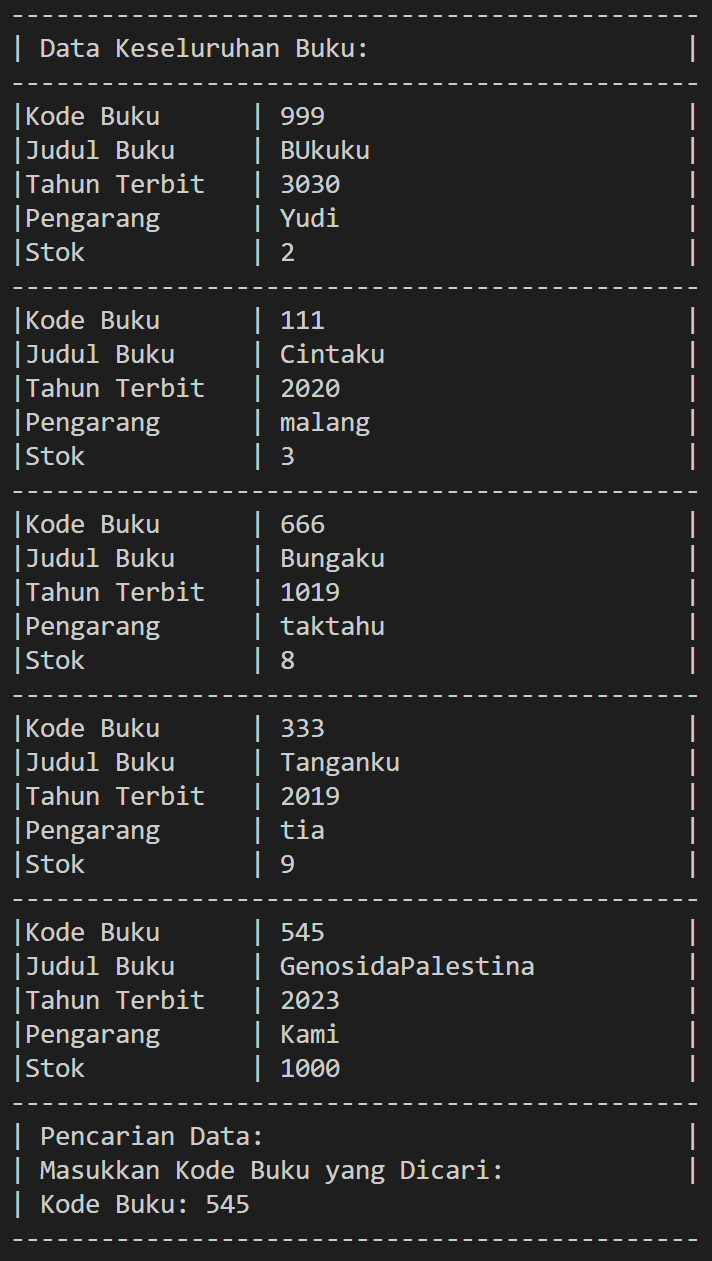 ----------------------------------------------
| Data Keseluruhan Buku:                     |
----------------------------------------------
|Kode Buku      | 999                        |
|Judul Buku     | BUkuku                     |
|Tahun Terbit   | 3030                       |
|Pengarang      | Yudi                       |
|Stok           | 2                          |
----------------------------------------------
|Kode Buku      | 111                        |
|Judul Buku     | Cintaku                    |
|Tahun Terbit   | 2020                       |
|Pengarang      | malang                     |
|Stok           | 3                          |
----------------------------------------------
|Kode Buku      | 666                        |
|Judul Buku     | Bungaku                    |
|Tahun Terbit   | 1019                       |
|Pengarang      | taktahu                    |
|Stok           | 8                          |
----------------------------------------------
|Kode Buku      | 333                        |
|Judul Buku     | Tanganku                   |
|Tahun Terbit   | 2019                       |
|Pengarang      | tia                        |
|Stok           | 9                          |
----------------------------------------------
|Kode Buku      | 545                        |
|Judul Buku     | GenosidaPalestina          |
|Tahun Terbit   | 2023                       |
|Pengarang      | Kami                       |
|Stok           | 1000                       |
----------------------------------------------
| Pencarian Data:                            |
| Masukkan Kode Buku yang Dicari:            |
| Kode Buku: 545
----------------------------------------------